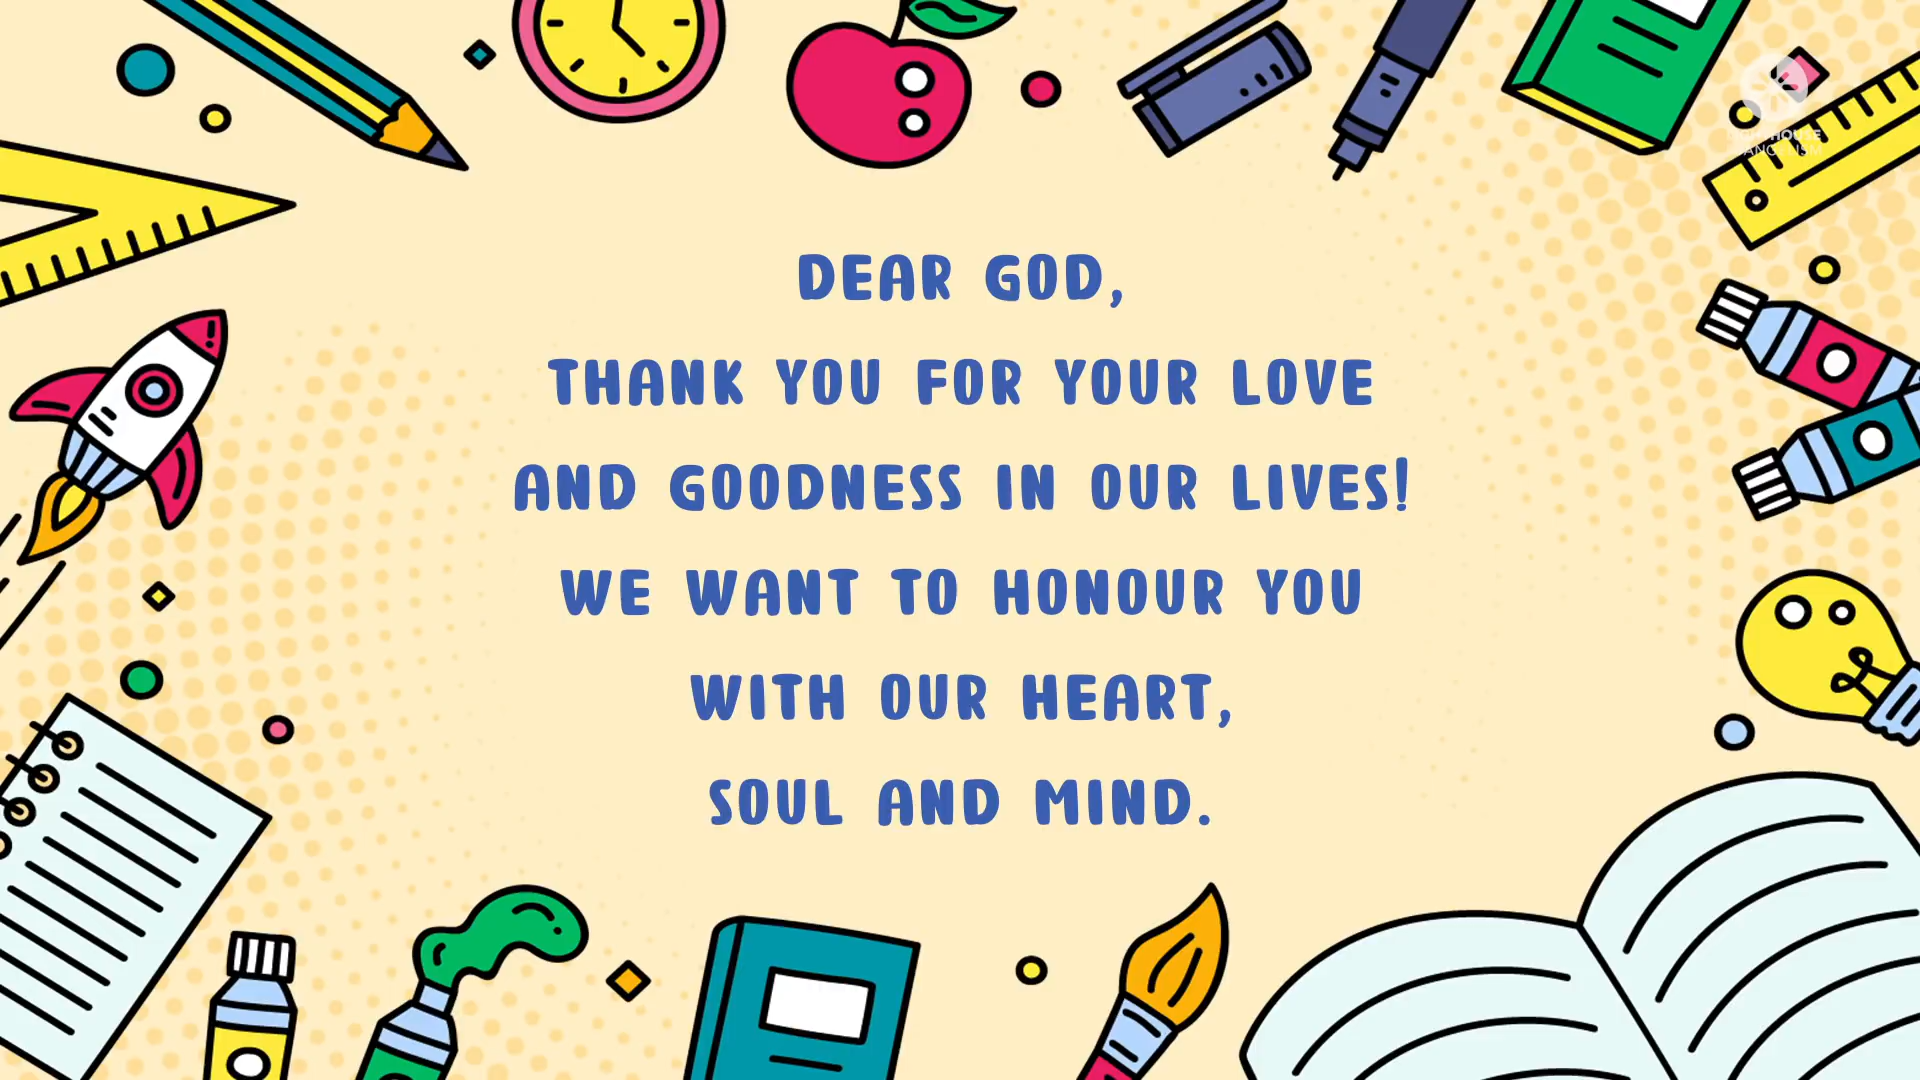 DEAR GOD,
THANK YOU FOR YOUR LOVE
AND GOODNESS IN OUR LIVES!
WE WANT TO HONOUR YOU
WITH OUR HEART,
SOUL AND MIND.